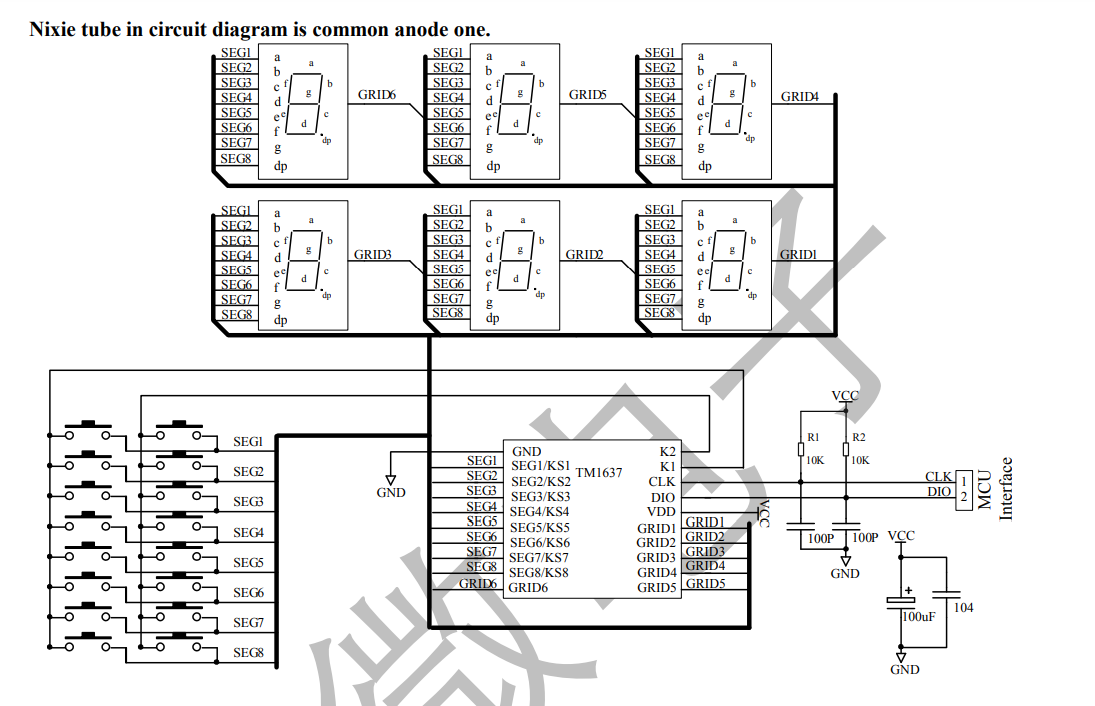 Nixie tube in circuit diagram is common anode one.
SEG1 a a SEG1 a a SEG1 a a
SEG2 b f b SEG2 b f b SEG2 b f b
SEG3 c g SEG3 c g SEG3 c g
SEG4 d GRID6 SEG4 d GRID5 SEG4 d GRID4
SEG5 e e c SEG5 e e c SEG5 e e c
SEG6 f d SEG6 f d SEG6 f d
SEG7 g dp SEG7 g dp SEG7 g dp
SEG8 dp SEG8 dp SEG8 dp
SEG1 a a SEG1 a a SEG1 a a
SEG2 b f b SEG2 b f b SEG2 b f b
SEG3 c g SEG3 c g SEG3 c g
SEG4 d GRID3 SEG4 d GRID2 SEG4 d GRID1
SEG5 e e c SEG5 e e c SEG5 e e c
SEG6 f d SEG6 f d SEG6 f d
SEG7 g dp SEG7 g dp SEG7 g dp
SEG8 dp SEG8 dp SEG8 dp
SEG1
SEG2
SEG3
SEG4
SEG5
SEG6
SEG7
SEG8
GND
TM1637
GND K2
SEG1 SEG1/KS1 K1
SEG2 SEG2/KS2 CLK
SEG3 SEG3/KS3 DIO
SEG4 SEG4/KS4 VDD VCC
SEG5 SEG5/KS5 GRID1 GRID1
SEG6 SEG6/KS6 GRID2 GRID2
SEG7 SEG7/KS7 GRID3 GRID3
SEG8 SEG8/KS8 GRID4 GRID4
GRID6 GRID6 GRID5 GRID5
VCC
R1 R2
10K 10K
CLK 1
DIO 2
MCU
Interface
100P 100P
GND
VCC
+
100uF 104
GND
微电子